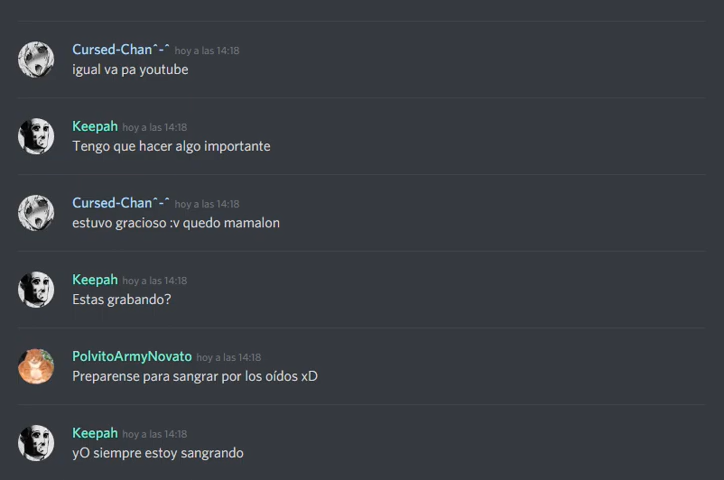 Cursed-Chan^-^ hoy a las 14:18
igual va pa youtube
Keepah hoy a las 14:18
Tengo que hacer algo importante
Cursed-Chan^-^ hoy a las 14:18
estuvo gracioso :v quedo mamalon
Keepah hoy a las 14:18
Estas grabando?
PolvitoArmyNovato hoy a las 14:18
Preparense para sangrar por los oídos xD
Keepah hoy a las 14:18
yO siempre estoy sangrando